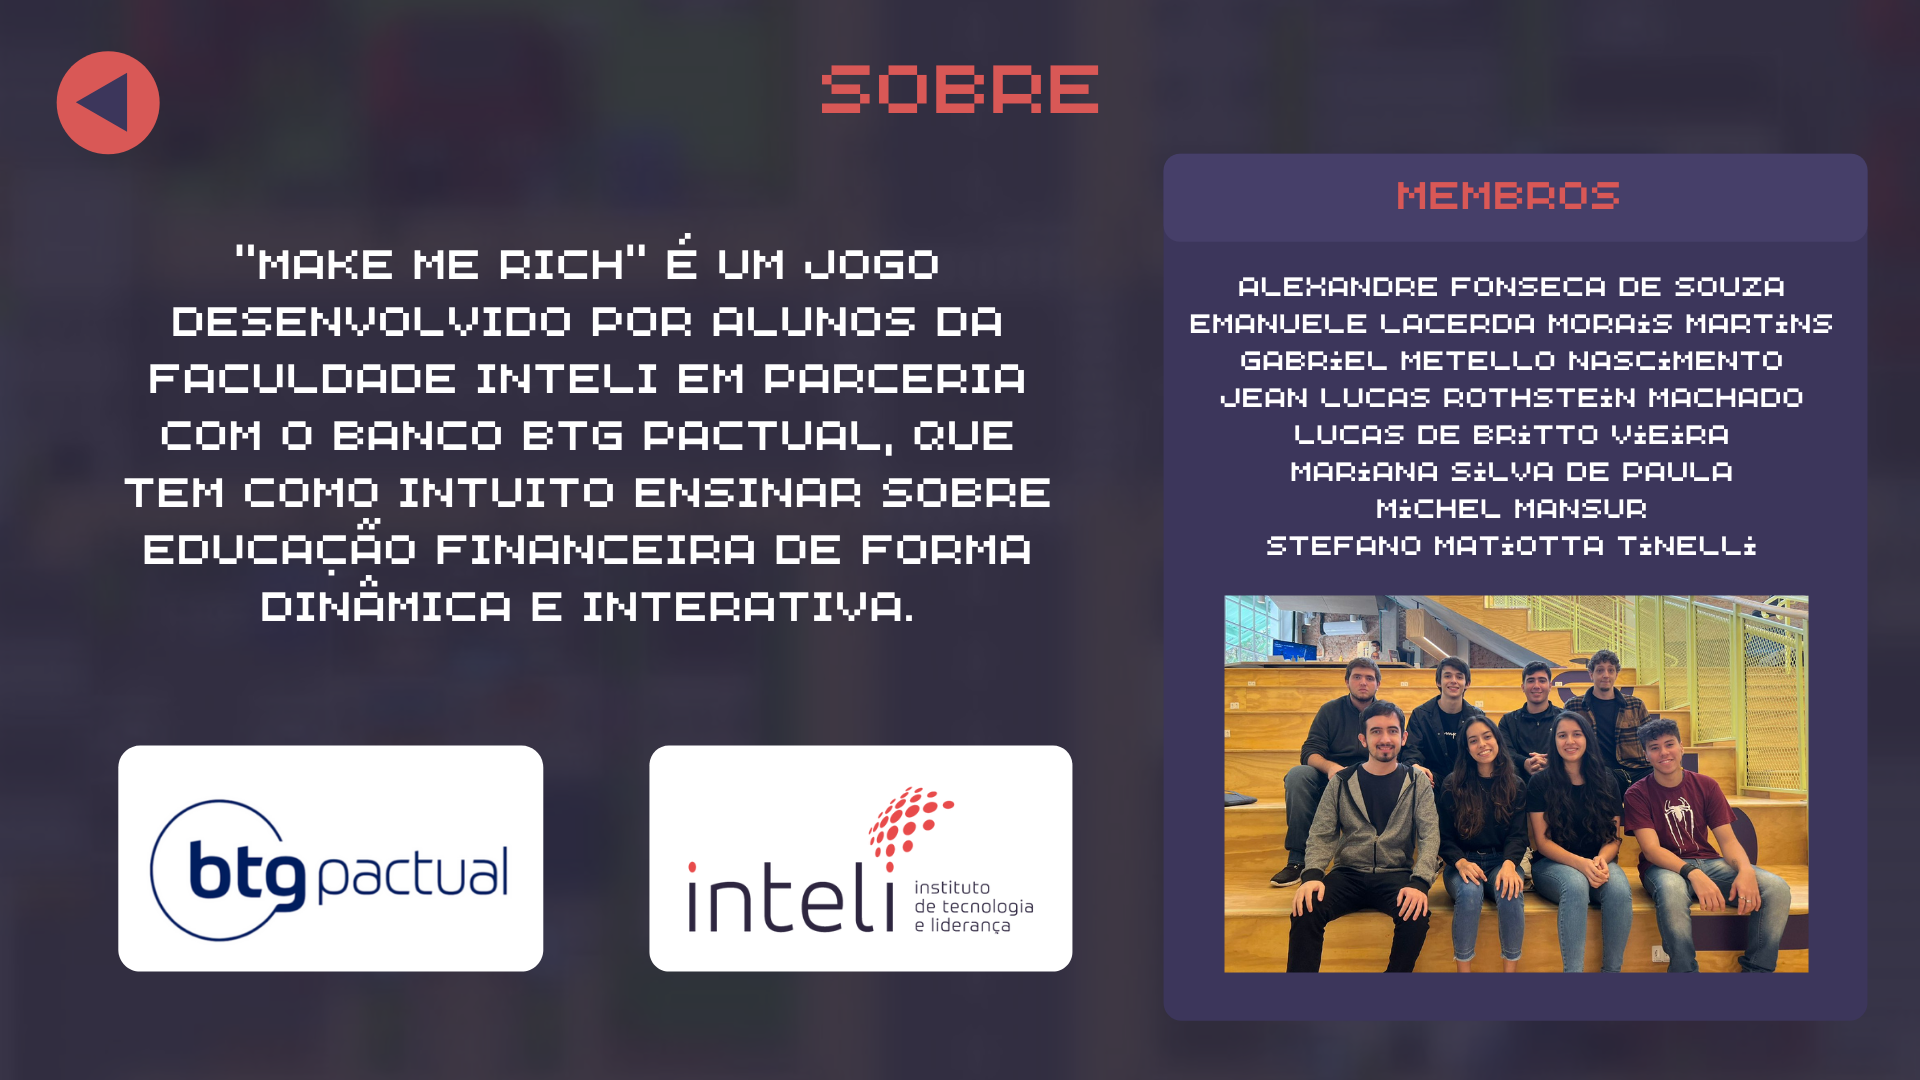 SOBRE
"MAKE ME RICH" É UM JOGO
DESENVOLVIDO POR ALUNOS DA
FACULDADE INTELI EM PARCERIA
COM O BANCO BTG PACTUAL, QUE
TEM COMO INTUITO ENSINAR SOBRE
EDUCAÇÃO FINANCEIRA DE FORMA
DINÂMICA E INTERATIVA.
btg pactual
inteli
instituto
de tecnologia
e liderança
MEMBROS
ALEXANDRE FONSECA DE SOUZA
EMANUELE LACERDA MORAiS MARTiNS
GABRiEL METELLO NASCiMENTO
JEAN LUCAS ROTHSTEiN MACHADO
LUCAS DE BRiTTO ViEiRA
MARiANA SiLVA DE PAULA
MiCHEL MANSUR
STEFANO MATiOTTA TiNELLi